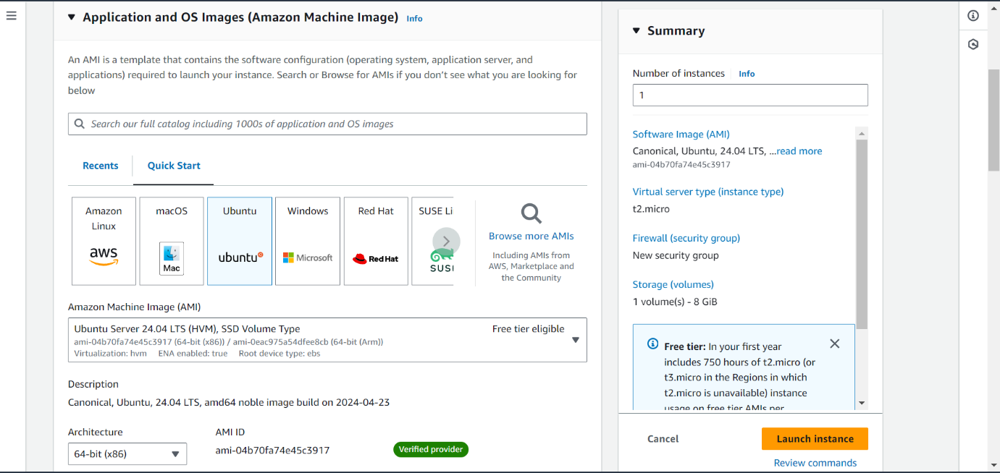 Application and OS Images (Amazon Machine Image) Info
An AMI is a template that contains the software configuration (operating system, application server, and
applications) required to launch your instance. Search or Browse for AMIs if you don't see what you are looking for
below
Search our full catalog including 1000s of application and OS images
Recents
Quick Start
Amazon
Linux
aws
macOS
Mac
Ubuntu
ubuntu
Windows
Microsoft
Red Hat
Red Hat
SUSE Li
SUSE
Browse more AMIs
Including AMIs from
AWS, Marketplace and
the Community
Amazon Machine Image (AMI)
Ubuntu Server 24.04 LTS (HVM), SSD Volume Type
Free tier eligible
ami-04b70fa74e45c3917 (64-bit (x86)) / ami-0eac975a54dfee8cb (64-bit (Arm))
Virtualization: hvm ENA enabled: true Root device type: ebs
Description
Canonical, Ubuntu, 24.04 LTS, amd64 noble image build on 2024-04-23
Architecture
64-bit (x86)
AMI ID
ami-04b70fa74e45c3917
Verified provider
Summary
Number of instances Info
1
Software Image (AMI)
Canonical, Ubuntu, 24.04 LTS, ...read more
ami-04b70fa74e45c3917
Virtual server type (instance type)
t2.micro
Firewall (security group)
New security group
Storage (volumes)
1 volume(s) - 8 GiB
Free tier: In your first year
includes 750 hours of t2.micro (or
t3.micro in the Regions in which
t2.micro is unavailable) instance
usage on free tier AMIs per
Cancel
Launch instance
Review commands